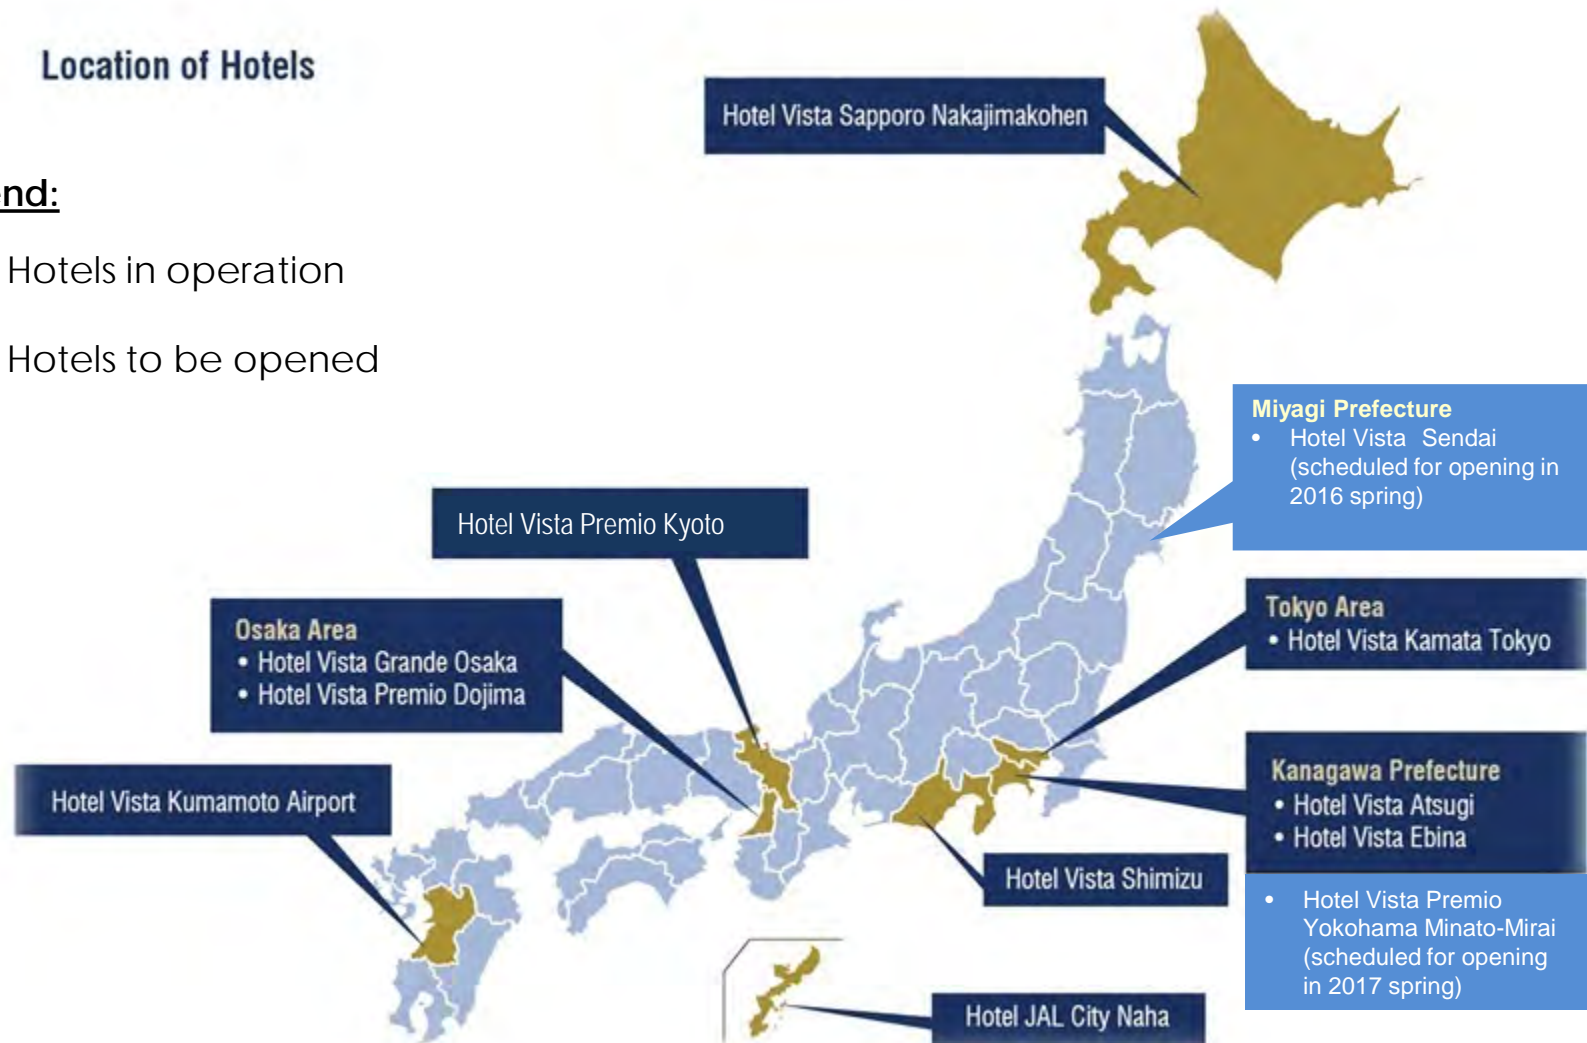 Location of Hotels
end:
Hotels in operation
Hotels to be opened
Hotel Vista Sapporo Nakajimakohen
Miyagi Prefecture
• Hotel Vista Sendai
(scheduled for opening in
2016 spring)
Hotel Vista Premio Kyoto
Osaka Area
• Hotel Vista Grande Osaka
• Hotel Vista Premio Dojima
Tokyo Area
• Hotel Vista Kamata Tokyo
Hotel Vista Kumamoto Airport
Kanagawa Prefecture
• Hotel Vista Atsugi
• Hotel Vista Ebina
• Hotel Vista Premio
Yokohama Minato-Mirai
(scheduled for opening
in 2017 spring)
Hotel Vista Shimizu
Hotel JAL City Naha